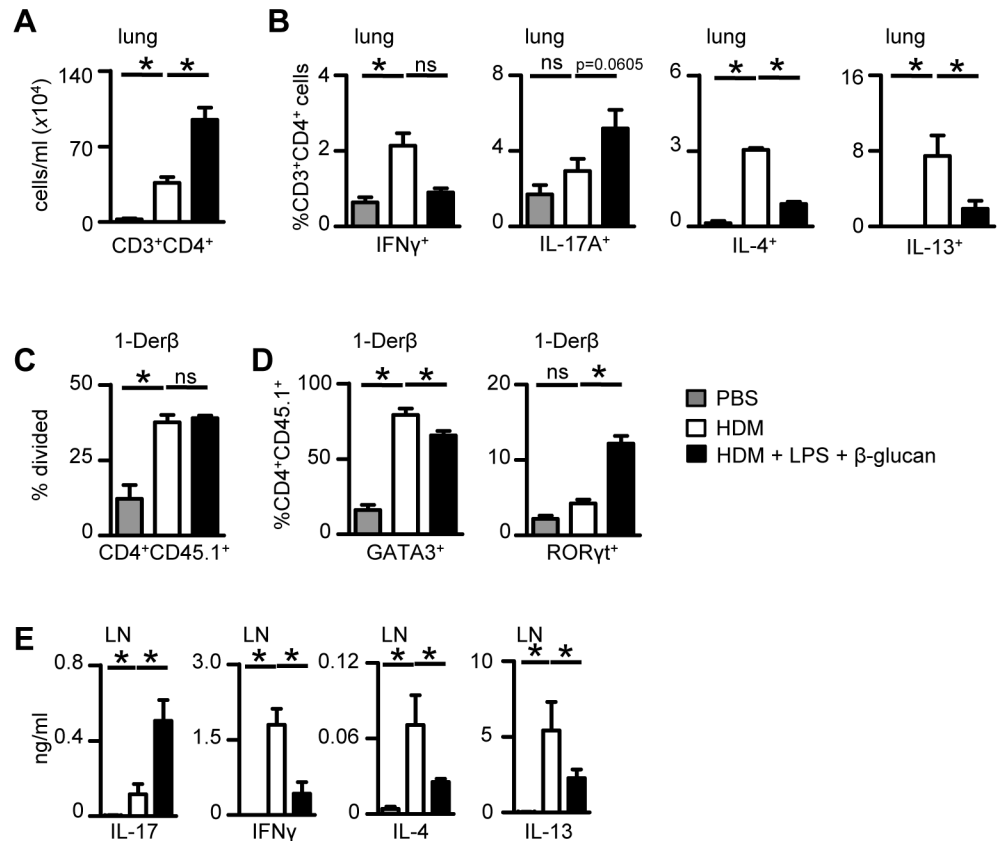 A
lung
* *
140
70
0
cells/ml (x10⁴)
CD3⁺CD4⁺
B
lung
* ns
4
2
0
%CD3⁺CD4⁺ cells
IFNγ⁺
lung
ns p=0.0605
8
4
0
IL-17A⁺
lung
* *
6
3
0
IL-4⁺
lung
* *
16
8
0
IL-13⁺
C
1-Derβ
* ns
50
25
0
% divided
CD4⁺CD45.1⁺
D
1-Derβ
* *
100
50
0
%CD4⁺CD45.1⁺
GATA3⁺
1-Derβ
ns *
20
10
0
RORγt⁺
PBS
HDM
HDM + LPS + β-glucan
E
LN
* *
0.8
0.4
0
ng/ml
IL-17
LN
* *
3.0
1.5
0
IFNγ
LN
* *
0.12
0.06
0
IL-4
LN
* *
10
5
0
IL-13